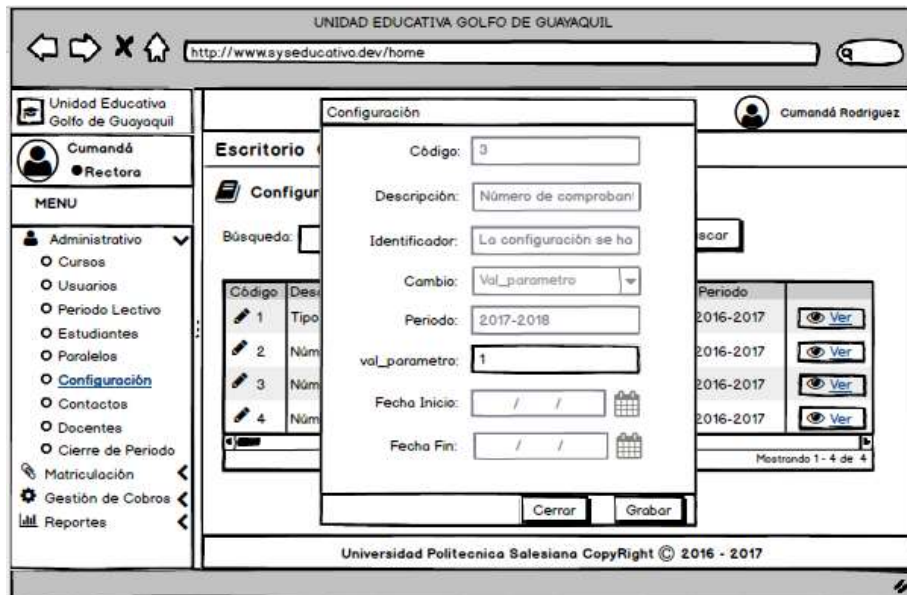 UNIDAD EDUCATIVA GOLFO DE GUAYAQUIL
http://www.syseducativo.dev/home
Unidad Educativa
Golfo de Guayaquil
Cumandá Rodriguez
Cumandá
Rectora
MENU
Administrativo
Cursos
Usuarios
Periodo Lectivo
Estudiantes
Paralelos
Configuración
Contactos
Docentes
Cierre de Periodo
Matriculación
Gestión de Cobros
Reportes
Escritorio
Configur
Búsqueda:
scar
Código Des Periodo
1 Tipo 2016-2017 Ver
2 Núm 2016-2017 Ver
3 Núm 2016-2017 Ver
4 Núm 2016-2017 Ver
Mostrando 1 - 4 de 4
Configuración
Código: 3
Descripción: Número de comproban
Identificador: La configuración se ha
Cambio: Val_parametro
Periodo: 2017-2018
val_parametro: 1
Fecha Inicio: / /
Fecha Fin: / /
Cerrar Grabar
Universidad Politecnica Salesiana CopyRight © 2016 - 2017